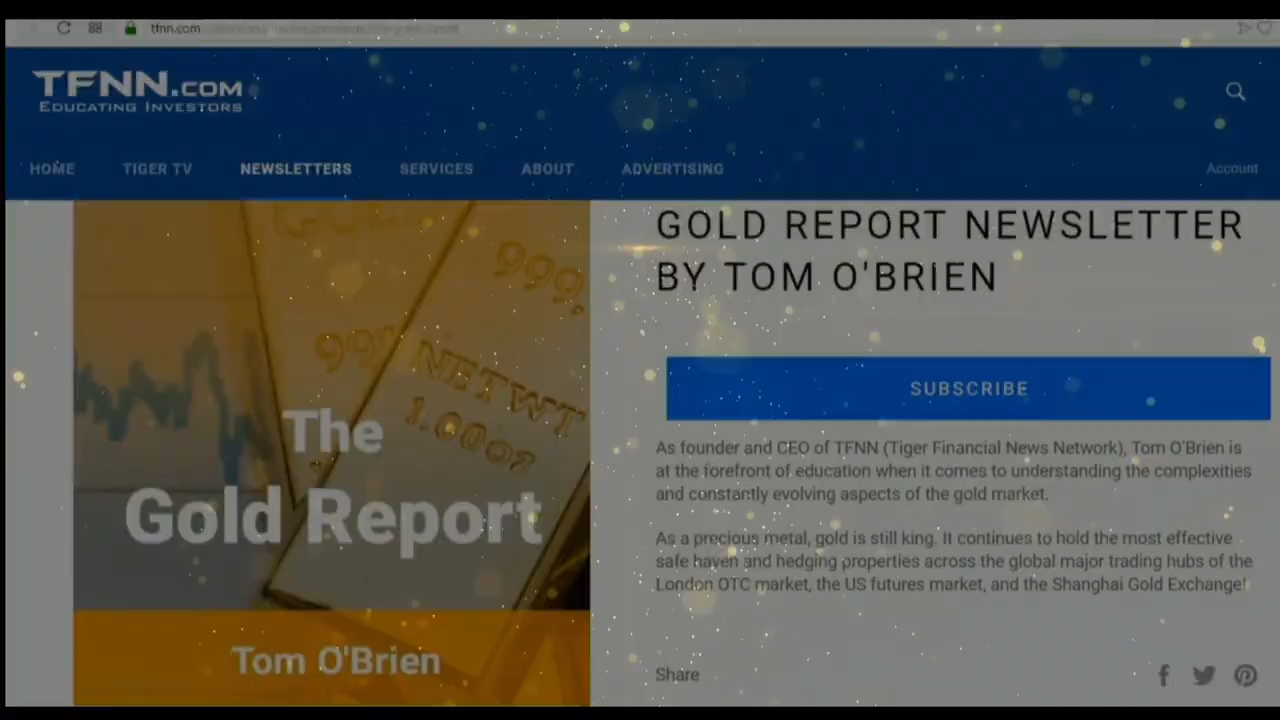 tfnn.com
TFNN.COM
EDUCATING INVESTORS
HOME TIGER TV NEWSLETTERS SERVICES ABOUT ADVERTISING Account
GOLD REPORT NEWSLETTER
BY TOM O'BRIEN
SUBSCRIBE
As founder and CEO of TFNN (Tiger Financial News Network), Tom O'Brien is
at the forefront of education when it comes to understanding the complexities
and constantly evolving aspects of the gold market.
As a precious metal, gold is still king. It continues to hold the most effective
safe haven and hedging properties across the global major trading hubs of the
London OTC market, the US futures market, and the Shanghai Gold Exchange!
Share
999,
NETWT
1.00oz
The
Gold Report
Tom O'Brien